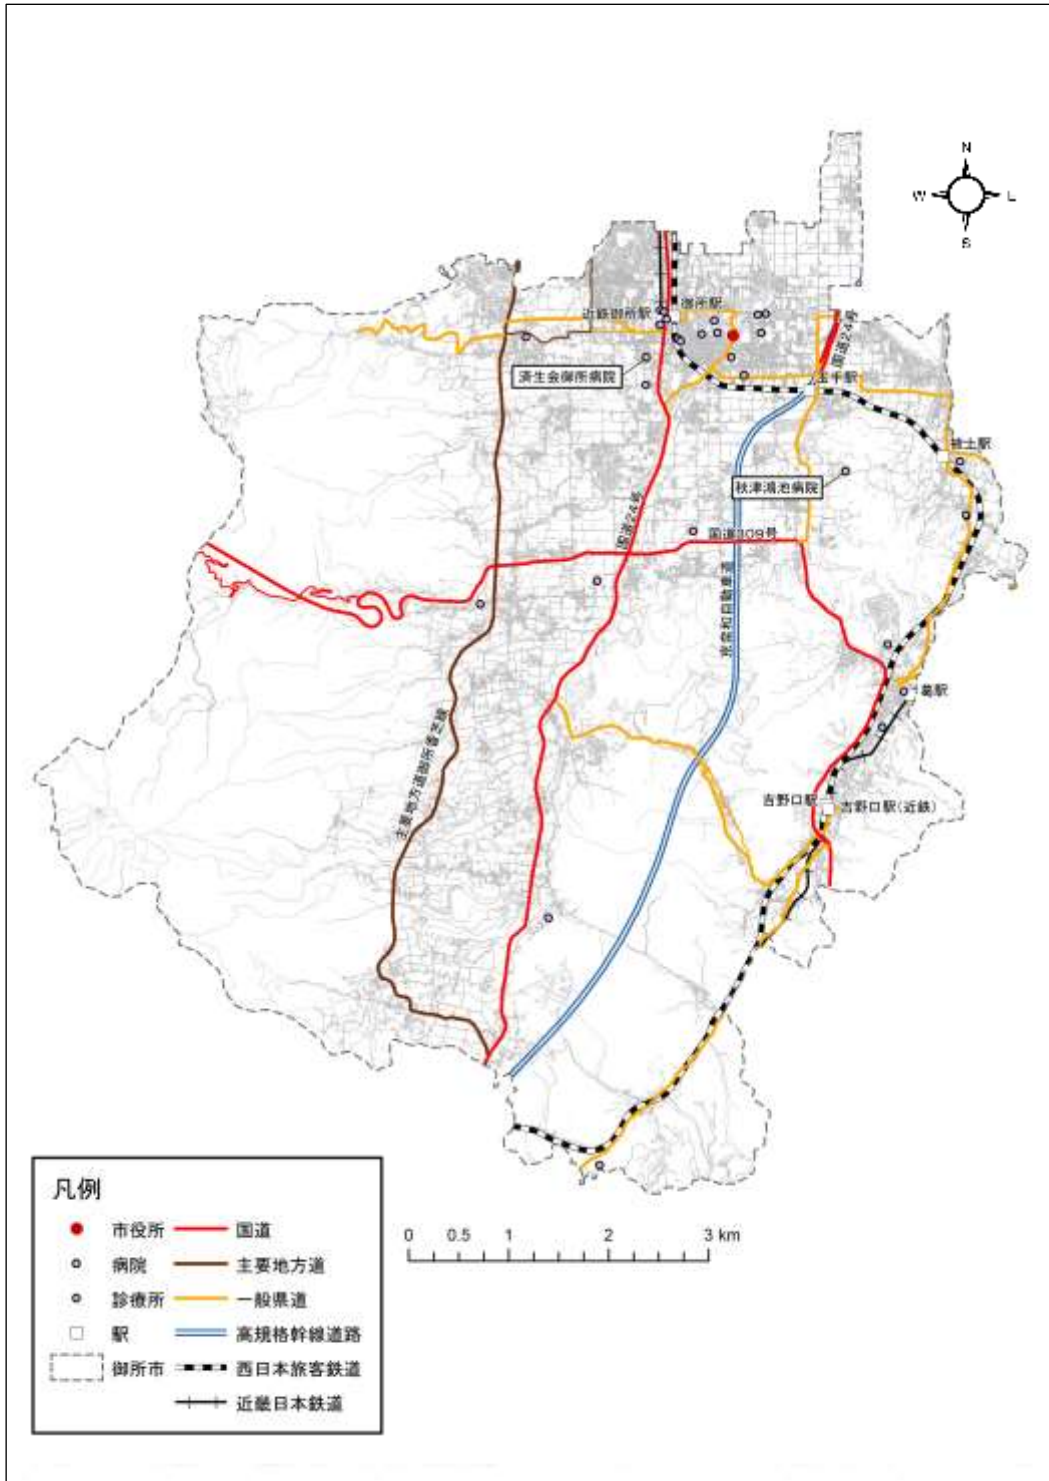 N
W
L
S
近鉄御所駅
御所駅
国道24号
済生会御所病院
玉手駅
掖上駅
秋津鴻池病院
国道24号
国道309号
京奈和自動車道
葛駅
主要地方道御所香芝線
吉野口駅
吉野口駅(近鉄)
凡例
市役所
国道
病院
主要地方道
診療所
一般県道
駅
高規格幹線道路
御所市
西日本旅客鉄道
近畿日本鉄道
0 0.5 1 2 3 km